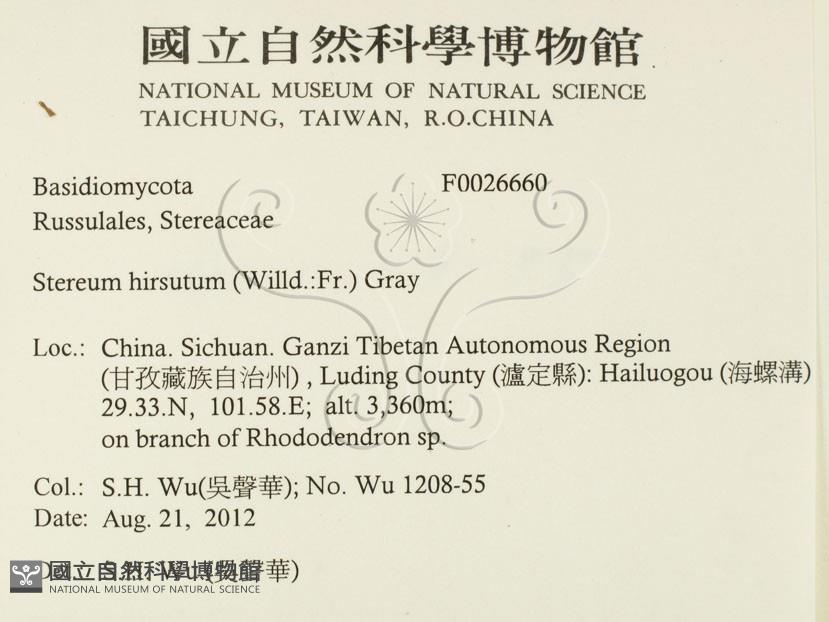 國立自然科學博物館
NATIONAL MUSEUM OF NATURAL SCIENCE
TAICHUNG, TAIWAN, R.O.CHINA
Basidiomycota F0026660
Russulales, Stereaceae
Stereum hirsutum (Willd.:Fr.) Gray
Loc.: China. Sichuan. Ganzi Tibetan Autonomous Region
(甘孜藏族自治州) , Luding County (瀘定縣): Hailuogou (海螺溝)
29.33.N, 101.58.E; alt. 3,360m;
on branch of Rhododendron sp.
Col.: S.H. Wu(吳聲華); No. Wu 1208-55
Date: Aug. 21, 2012
S.H. Wu (吳聲華)
國立自然科學博物館
NATIONAL MUSEUM OF NATURAL SCIENCE